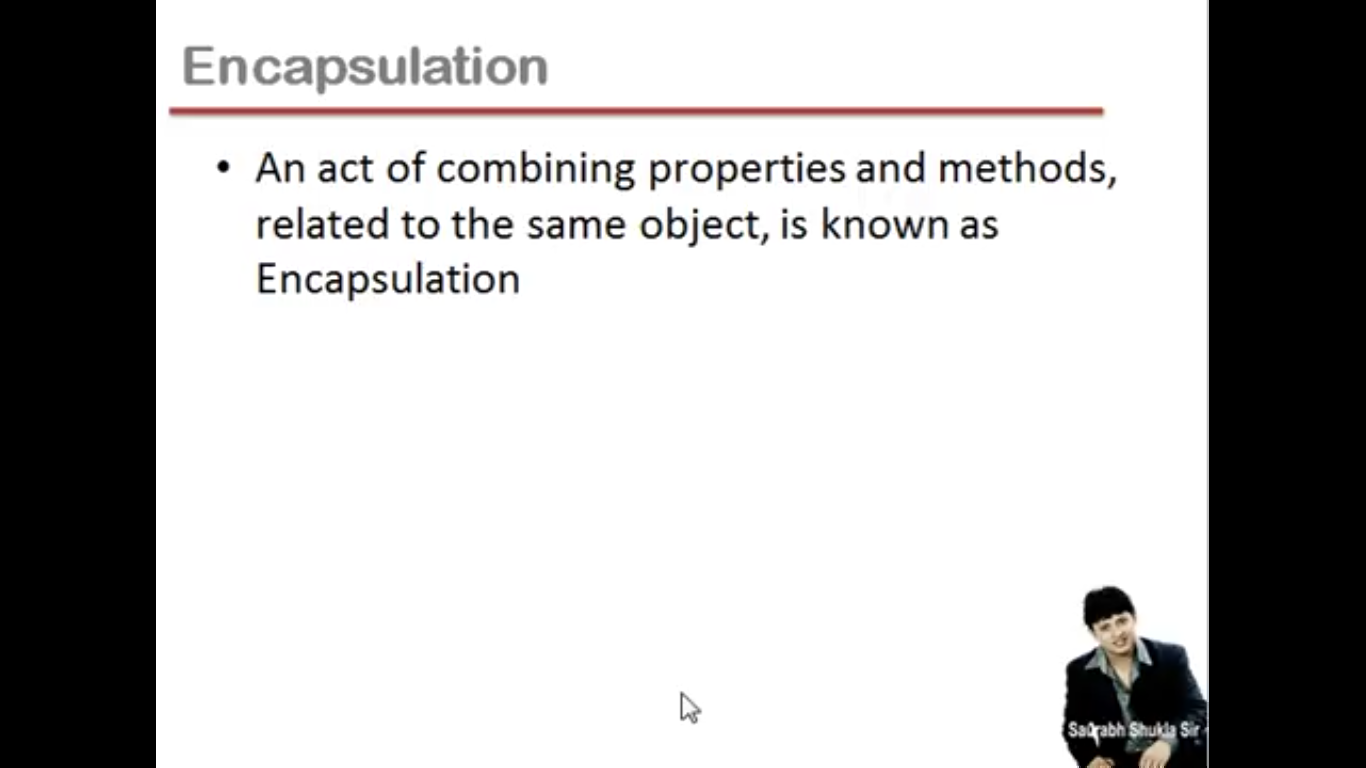 Encapsulation
• An act of combining properties and methods,
related to the same object, is known as
Encapsulation
Saurabh Shukla Sir